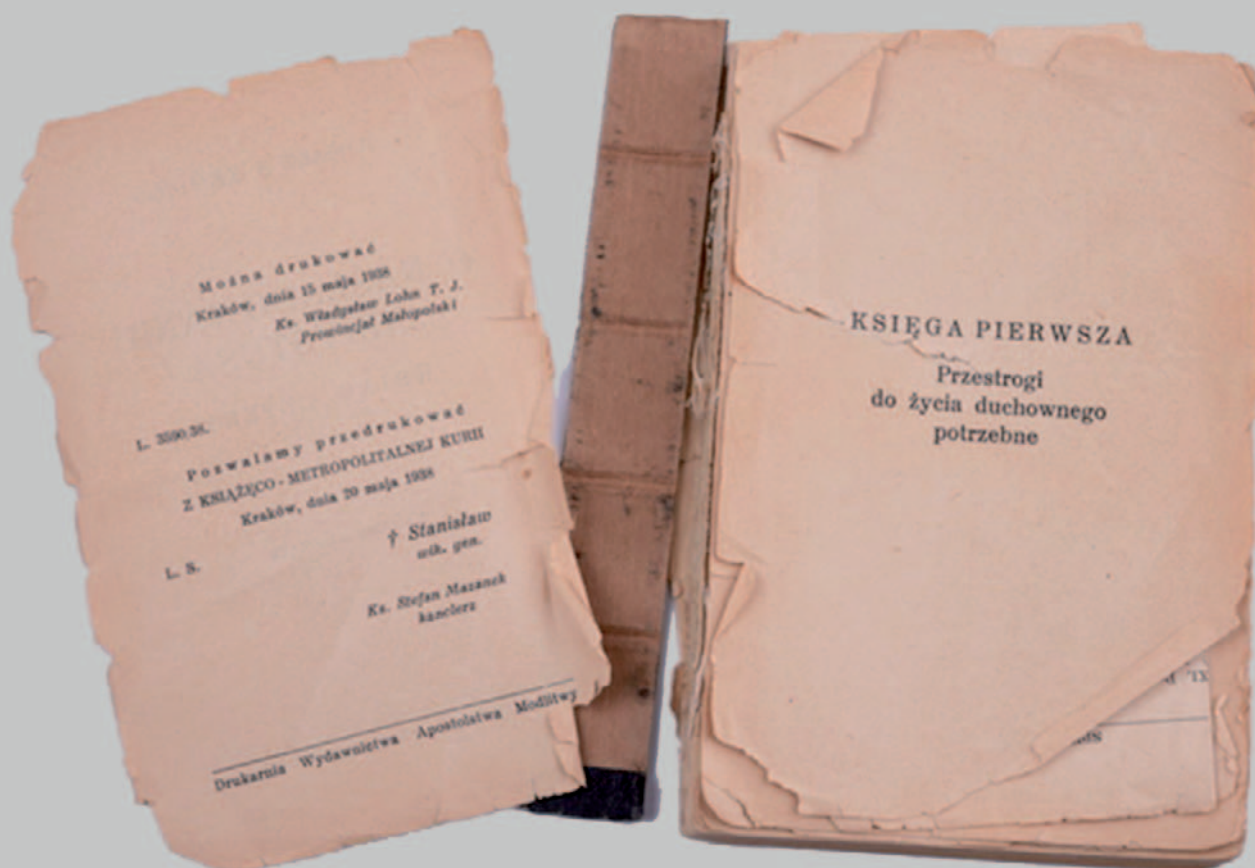 Można drukować
Kraków, dnia 15 maja 1938
Ks. Władysław Lohn T. J.
Prowincjał Małopolski
L. 3590/38.
Pozwalamy przedrukować
Z KSIĄŻĘCO-METROPOLITALNEJ KURII
Kraków, dnia 20 maja 1938
† Stanisław
wik. gen.
L. S.
Ks. Stefan Mazanek
kanclerz
Drukarnia Wydawnictwa Apostolstwa Modlitwy
KSIĘGA PIERWSZA
Przestrogi
do życia duchownego
potrzebne